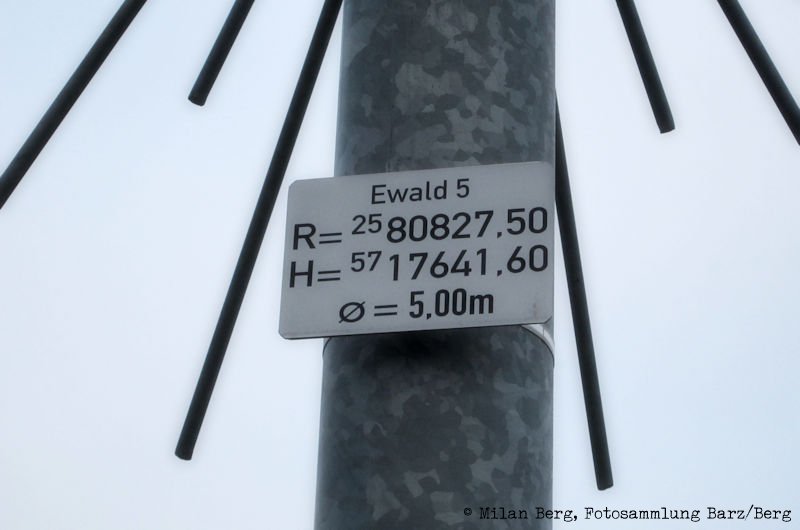 Ewald 5
R= ²⁵80827,50
H= ⁵⁷17641,60
ø = 5,00m
© Milan Berg, Fotosammlung Barz/Berg